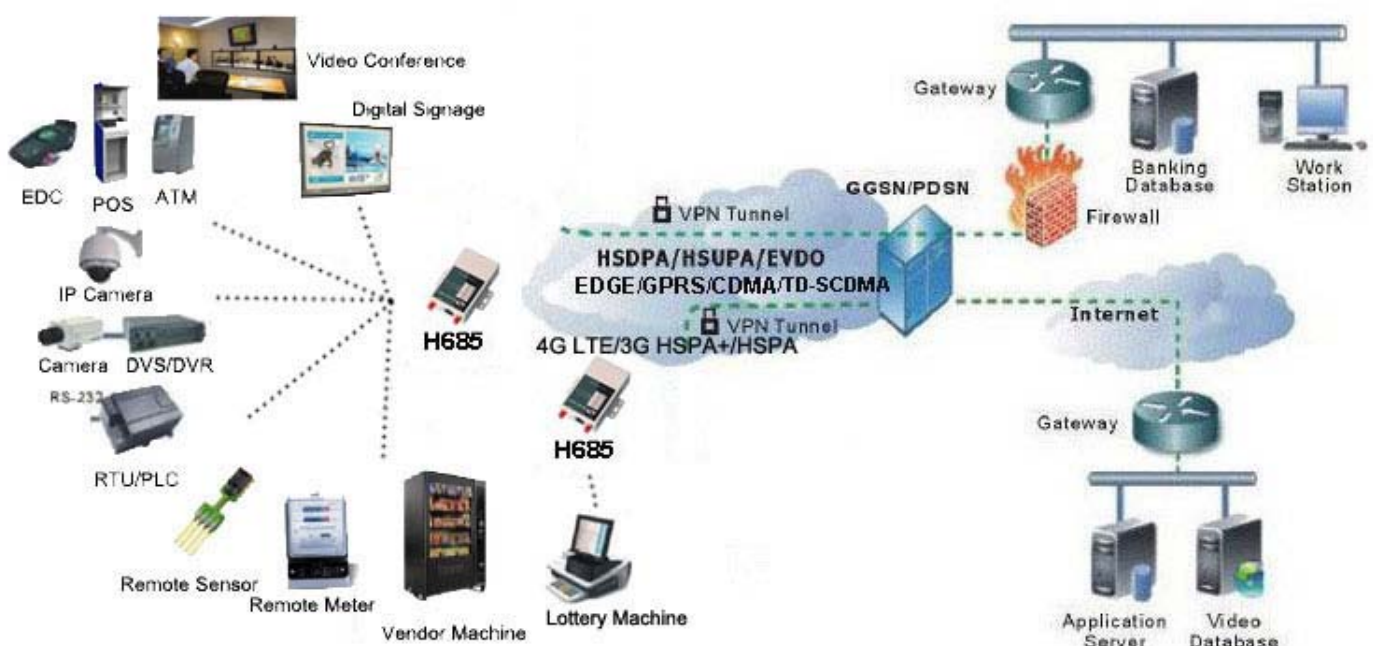 Video Conference
Digital Signage
EDC
POS
ATM
IP Camera
Camera
DVS/DVR
RS-232
RTU/PLC
Remote Sensor
Remote Meter
Vendor Machine
Lottery Machine
H685
H685
VPN Tunnel
HSDPA/HSUPA/EVDO
EDGE/GPRS/CDMA/TD-SCDMA
VPN Tunnel
4G LTE/3G HSPA+/HSPA
GGSN/PDSN
Gateway
Firewall
Banking
Database
Work
Station
Internet
Gateway
Application
Server
Video
Database